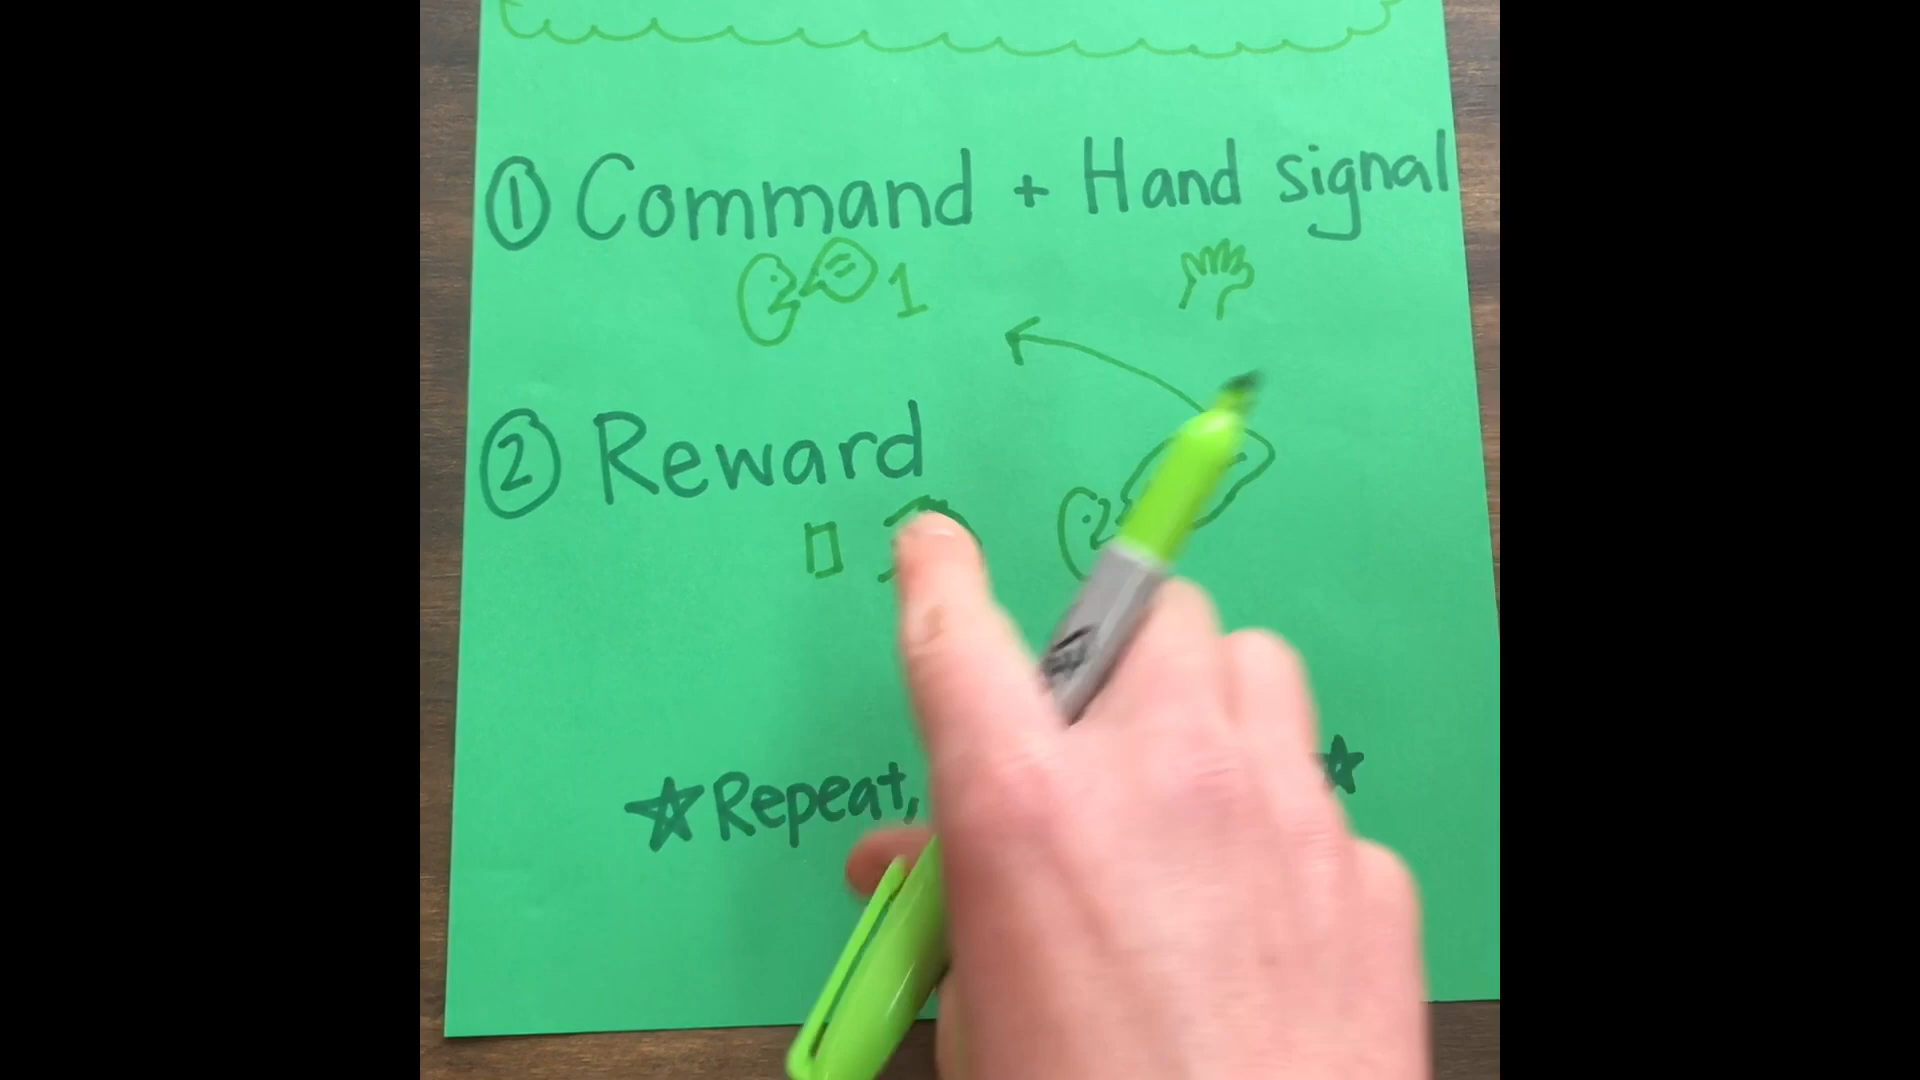 ① Command + Hand signal
1
② Reward
Repeat,